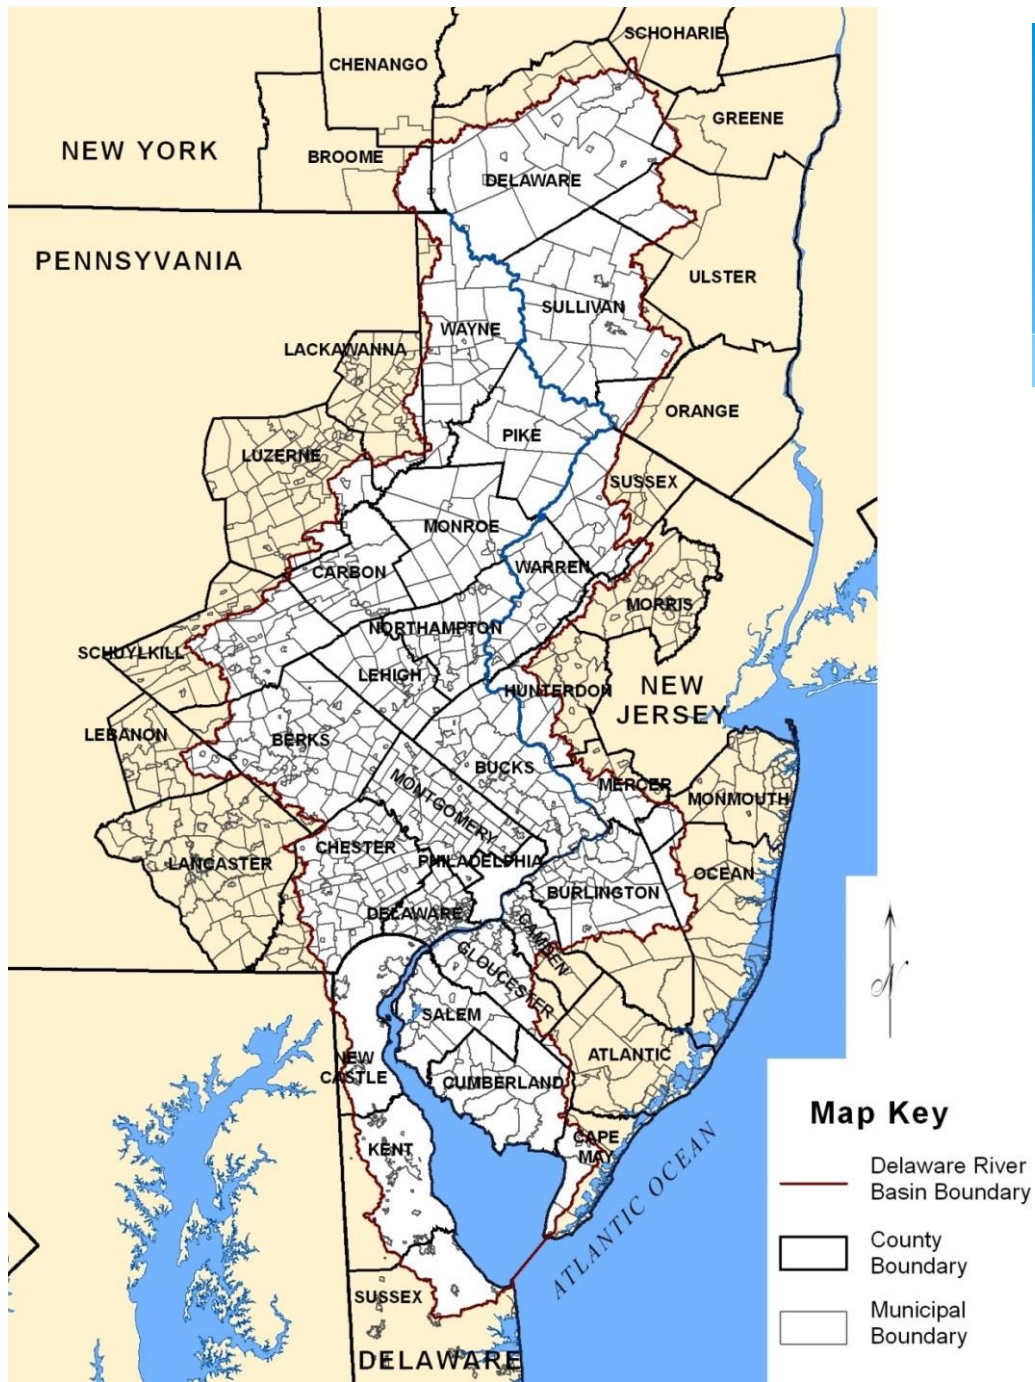 SCHOHARIE
CHENANGO
GREENE
NEW YORK
BROOME
DELAWARE
PENNSYVANIA
ULSTER
SULLIVAN
WAYNE
LACKAWANNA
ORANGE
PIKE
LUZERNE
SUSSEX
MONROE
WARREN
CARBON
MORRIS
NORTHAMPTON
SCHUYLKILL
LEHIGH
HUNTERDON
NEW
JERSEY
LEBANON
BERKS
BUCKS
MERCER
MONTGOMERY
MONMOUTH
CHESTER
PHILADELPHIA
LANCASTER
OCEAN
BURLINGTON
DELAWARE
CAMDEN
GLOUCESTER
N
SALEM
ATLANTIC
NEW
CASTLE
CUMBERLAND
Map Key
CAPE
MAY
KENT
ATLANTIC OCEAN
Delaware River
Basin Boundary
County
Boundary
SUSSEX
Municipal
Boundary
DELAWARE